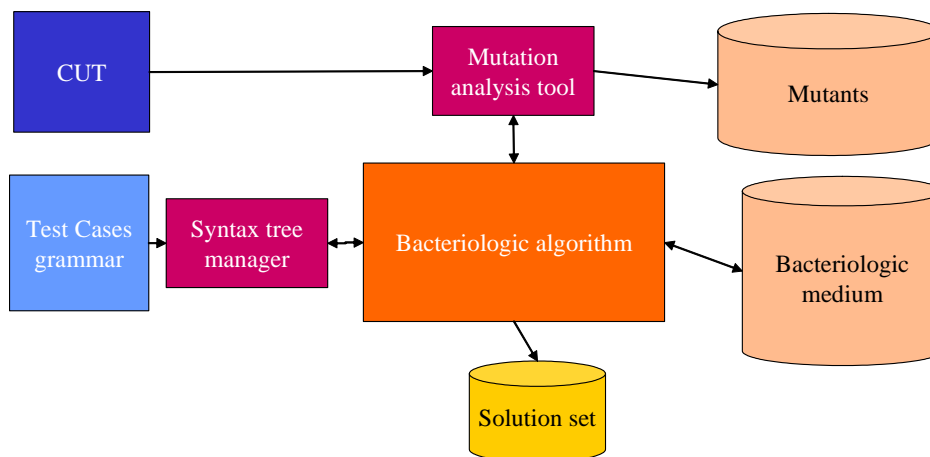 CUT
Mutation
analysis tool
Mutants
Test Cases
grammar
Syntax tree
manager
Bacteriologic algorithm
Bacteriologic
medium
Solution set